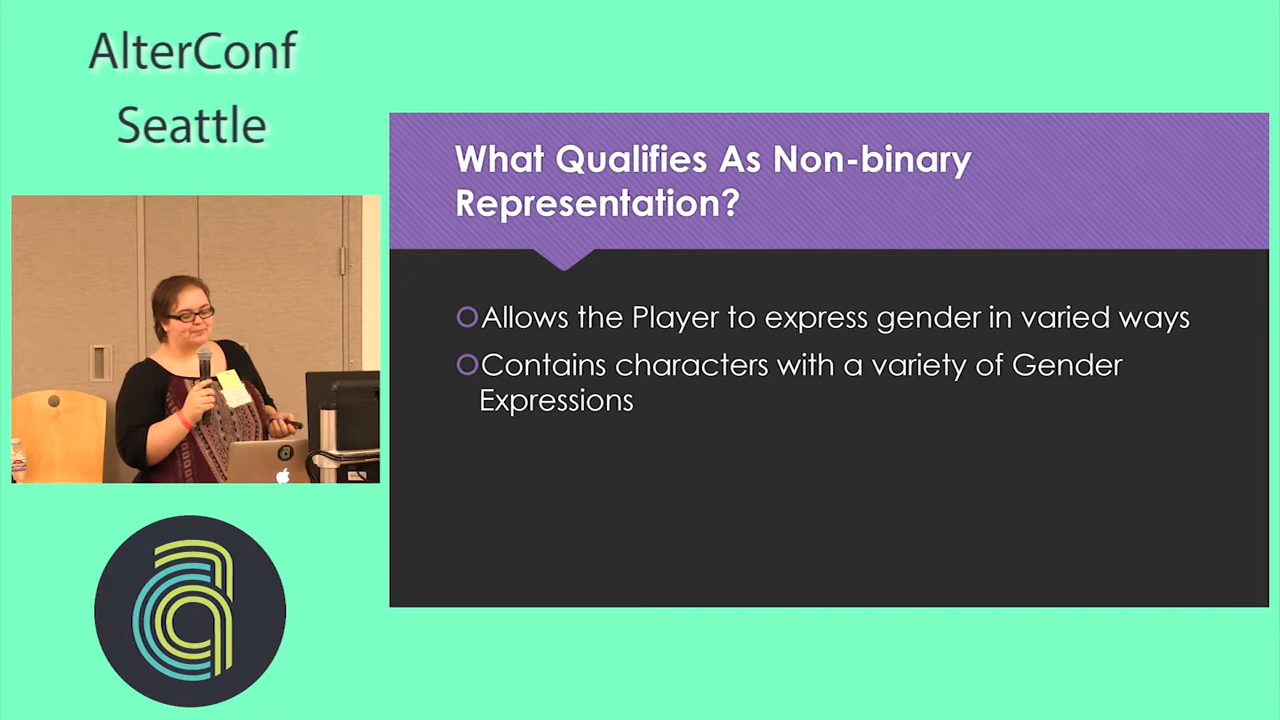 AlterConf
Seattle
What Qualifies As Non-binary
Representation?
Allows the Player to express gender in varied ways
Contains characters with a variety of Gender
Expressions